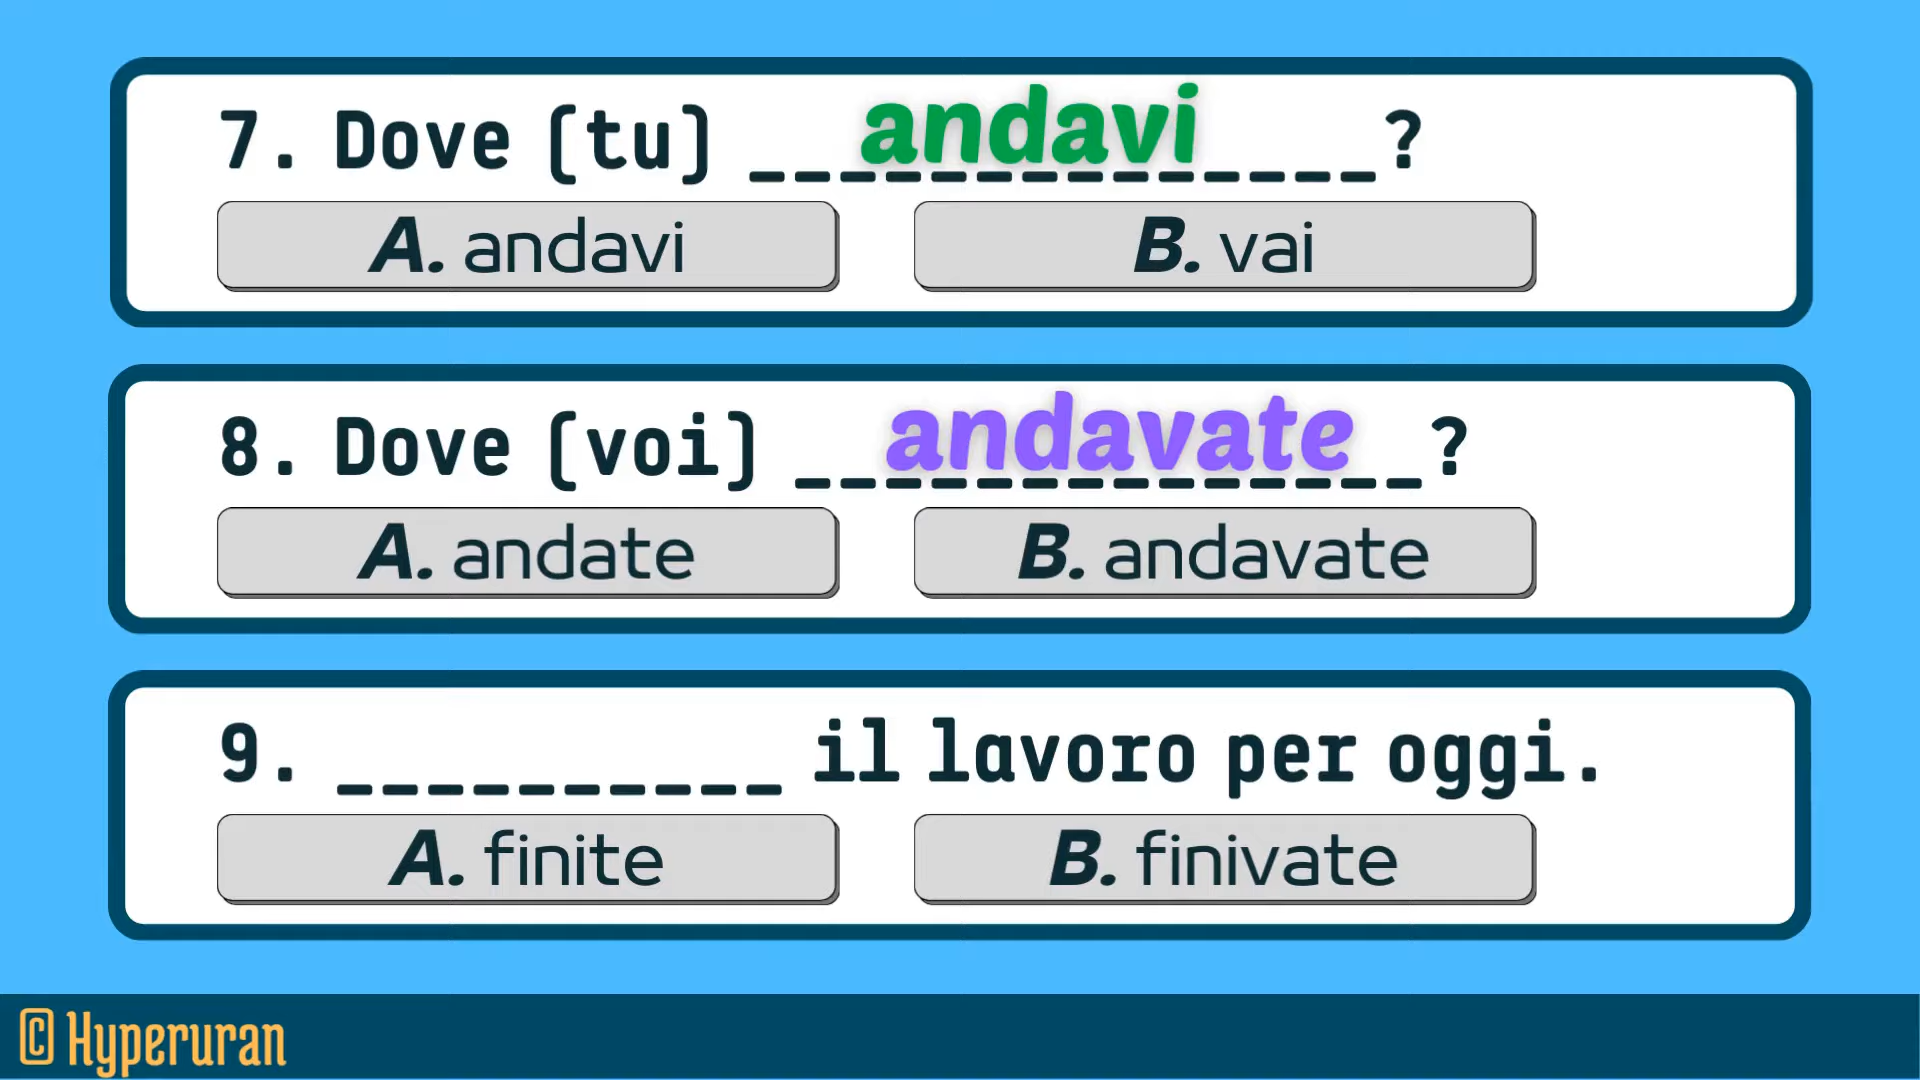 7. Dove (tu) andavi ?
A. andavi B. vai
8. Dove (voi) andavate ?
A. andate B. andavate
9. __________ il lavoro per oggi.
A. finite B. finivate
© Hyperuran